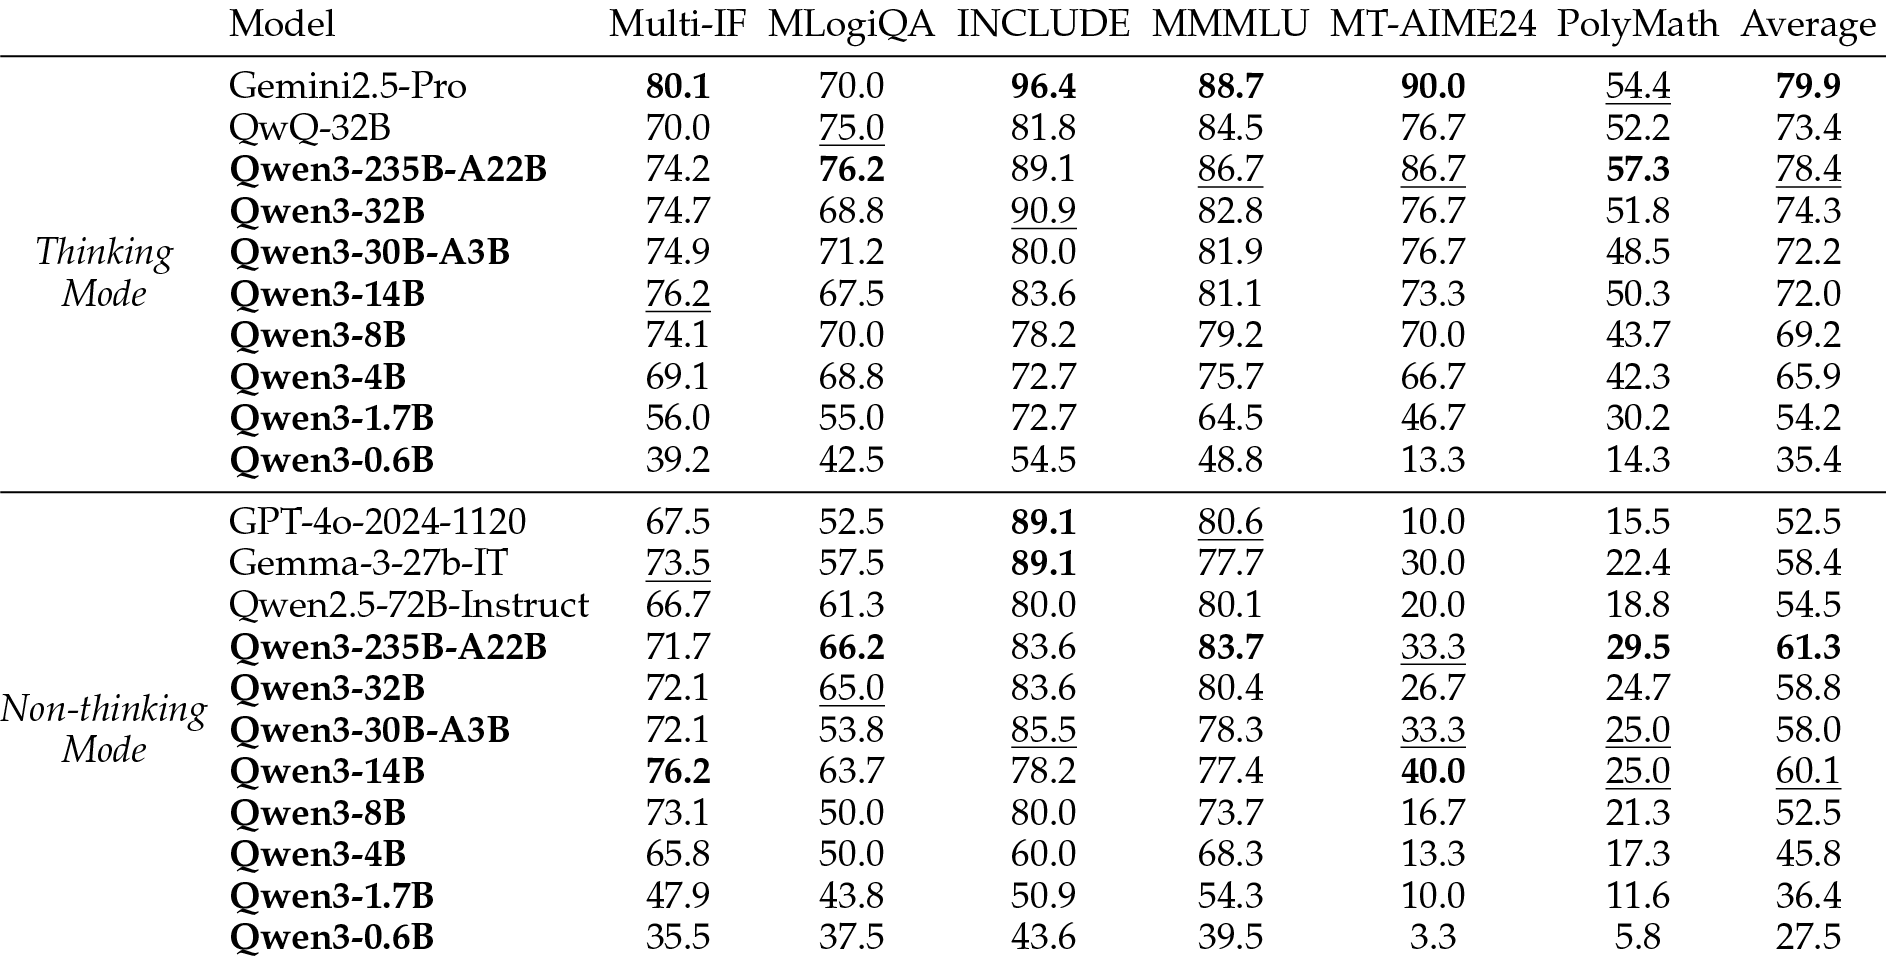 Model Multi-IF MLogiQA INCLUDE MMMLU MT-AIME24 PolyMath Average
Thinking Mode
Gemini2.5-Pro 80.1 70.0 96.4 88.7 90.0 54.4 79.9
QwQ-32B 70.0 75.0 81.8 84.5 76.7 52.2 73.4
Qwen3-235B-A22B 74.2 76.2 89.1 86.7 86.7 57.3 78.4
Qwen3-32B 74.7 68.8 90.9 82.8 76.7 51.8 74.3
Qwen3-30B-A3B 74.9 71.2 80.0 81.9 76.7 48.5 72.2
Qwen3-14B 76.2 67.5 83.6 81.1 73.3 50.3 72.0
Qwen3-8B 74.1 70.0 78.2 79.2 70.0 43.7 69.2
Qwen3-4B 69.1 68.8 72.7 75.7 66.7 42.3 65.9
Qwen3-1.7B 56.0 55.0 72.7 64.5 46.7 30.2 54.2
Qwen3-0.6B 39.2 42.5 54.5 48.8 13.3 14.3 35.4
Non-thinking Mode
GPT-4o-2024-1120 67.5 52.5 89.1 80.6 10.0 15.5 52.5
Gemma-3-27b-IT 73.5 57.5 89.1 77.7 30.0 22.4 58.4
Qwen2.5-72B-Instruct 66.7 61.3 80.0 80.1 20.0 18.8 54.5
Qwen3-235B-A22B 71.7 66.2 83.6 83.7 33.3 29.5 61.3
Qwen3-32B 72.1 65.0 83.6 80.4 26.7 24.7 58.8
Qwen3-30B-A3B 72.1 53.8 85.5 78.3 33.3 25.0 58.0
Qwen3-14B 76.2 63.7 78.2 77.4 40.0 25.0 60.1
Qwen3-8B 73.1 50.0 80.0 73.7 16.7 21.3 52.5
Qwen3-4B 65.8 50.0 60.0 68.3 13.3 17.3 45.8
Qwen3-1.7B 47.9 43.8 50.9 54.3 10.0 11.6 36.4
Qwen3-0.6B 35.5 37.5 43.6 39.5 3.3 5.8 27.5